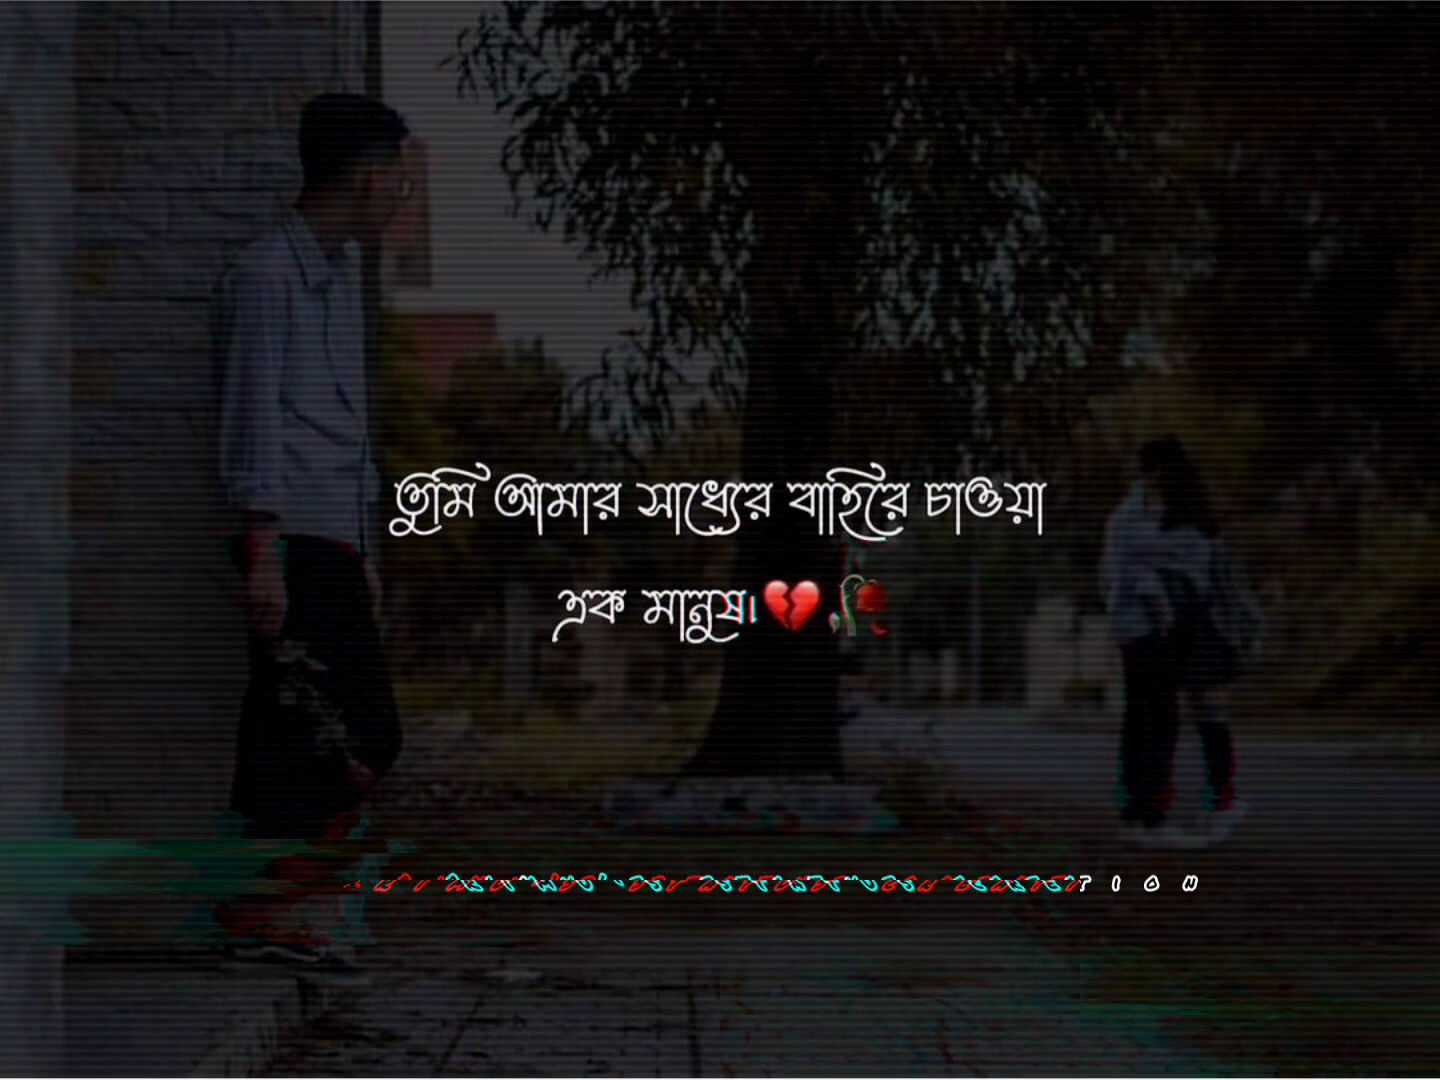 তুমি আমার সাধ্যের বাহিরে চাওয়া
এক মানুষ।💔🥀